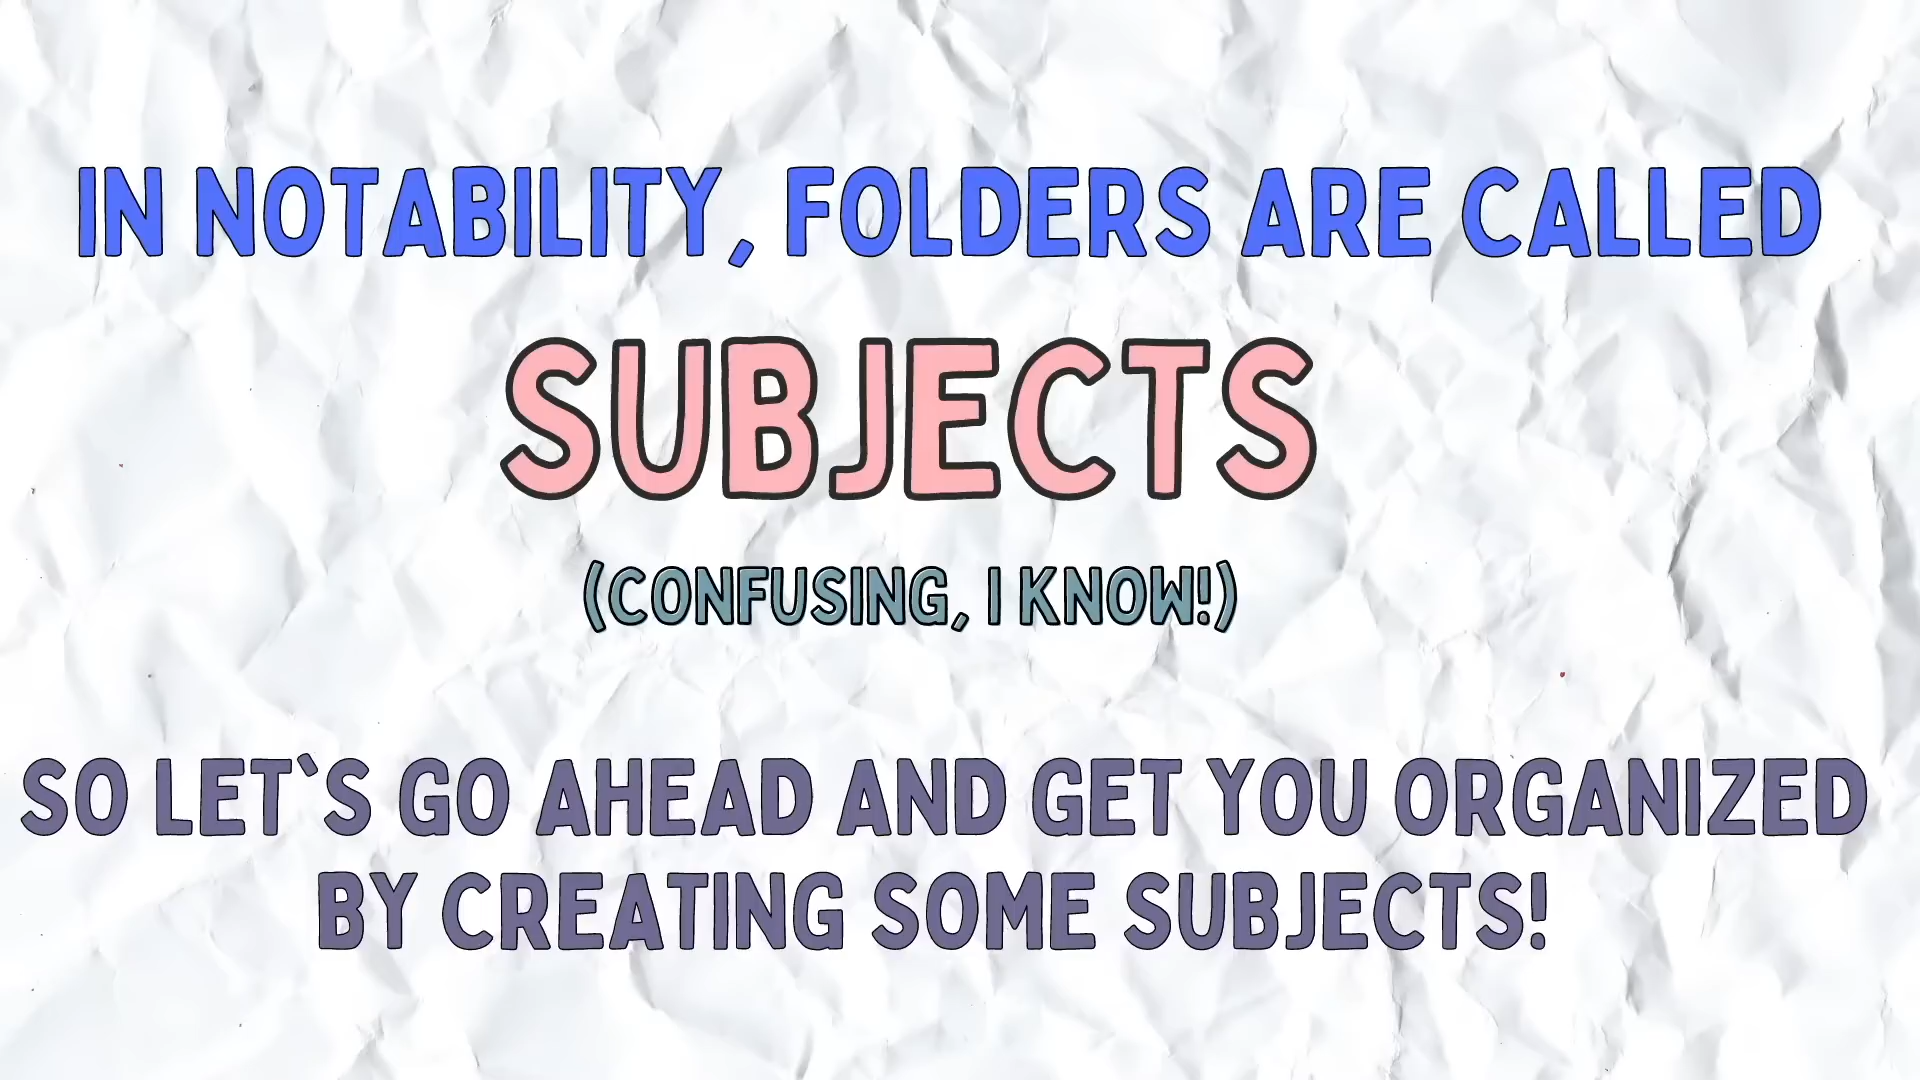 IN NOTABILITY, FOLDERS ARE CALLED
SUBJECTS
(CONFUSING, I KNOW!)
SO LET`S GO AHEAD AND GET YOU ORGANIZED
BY CREATING SOME SUBJECTS!